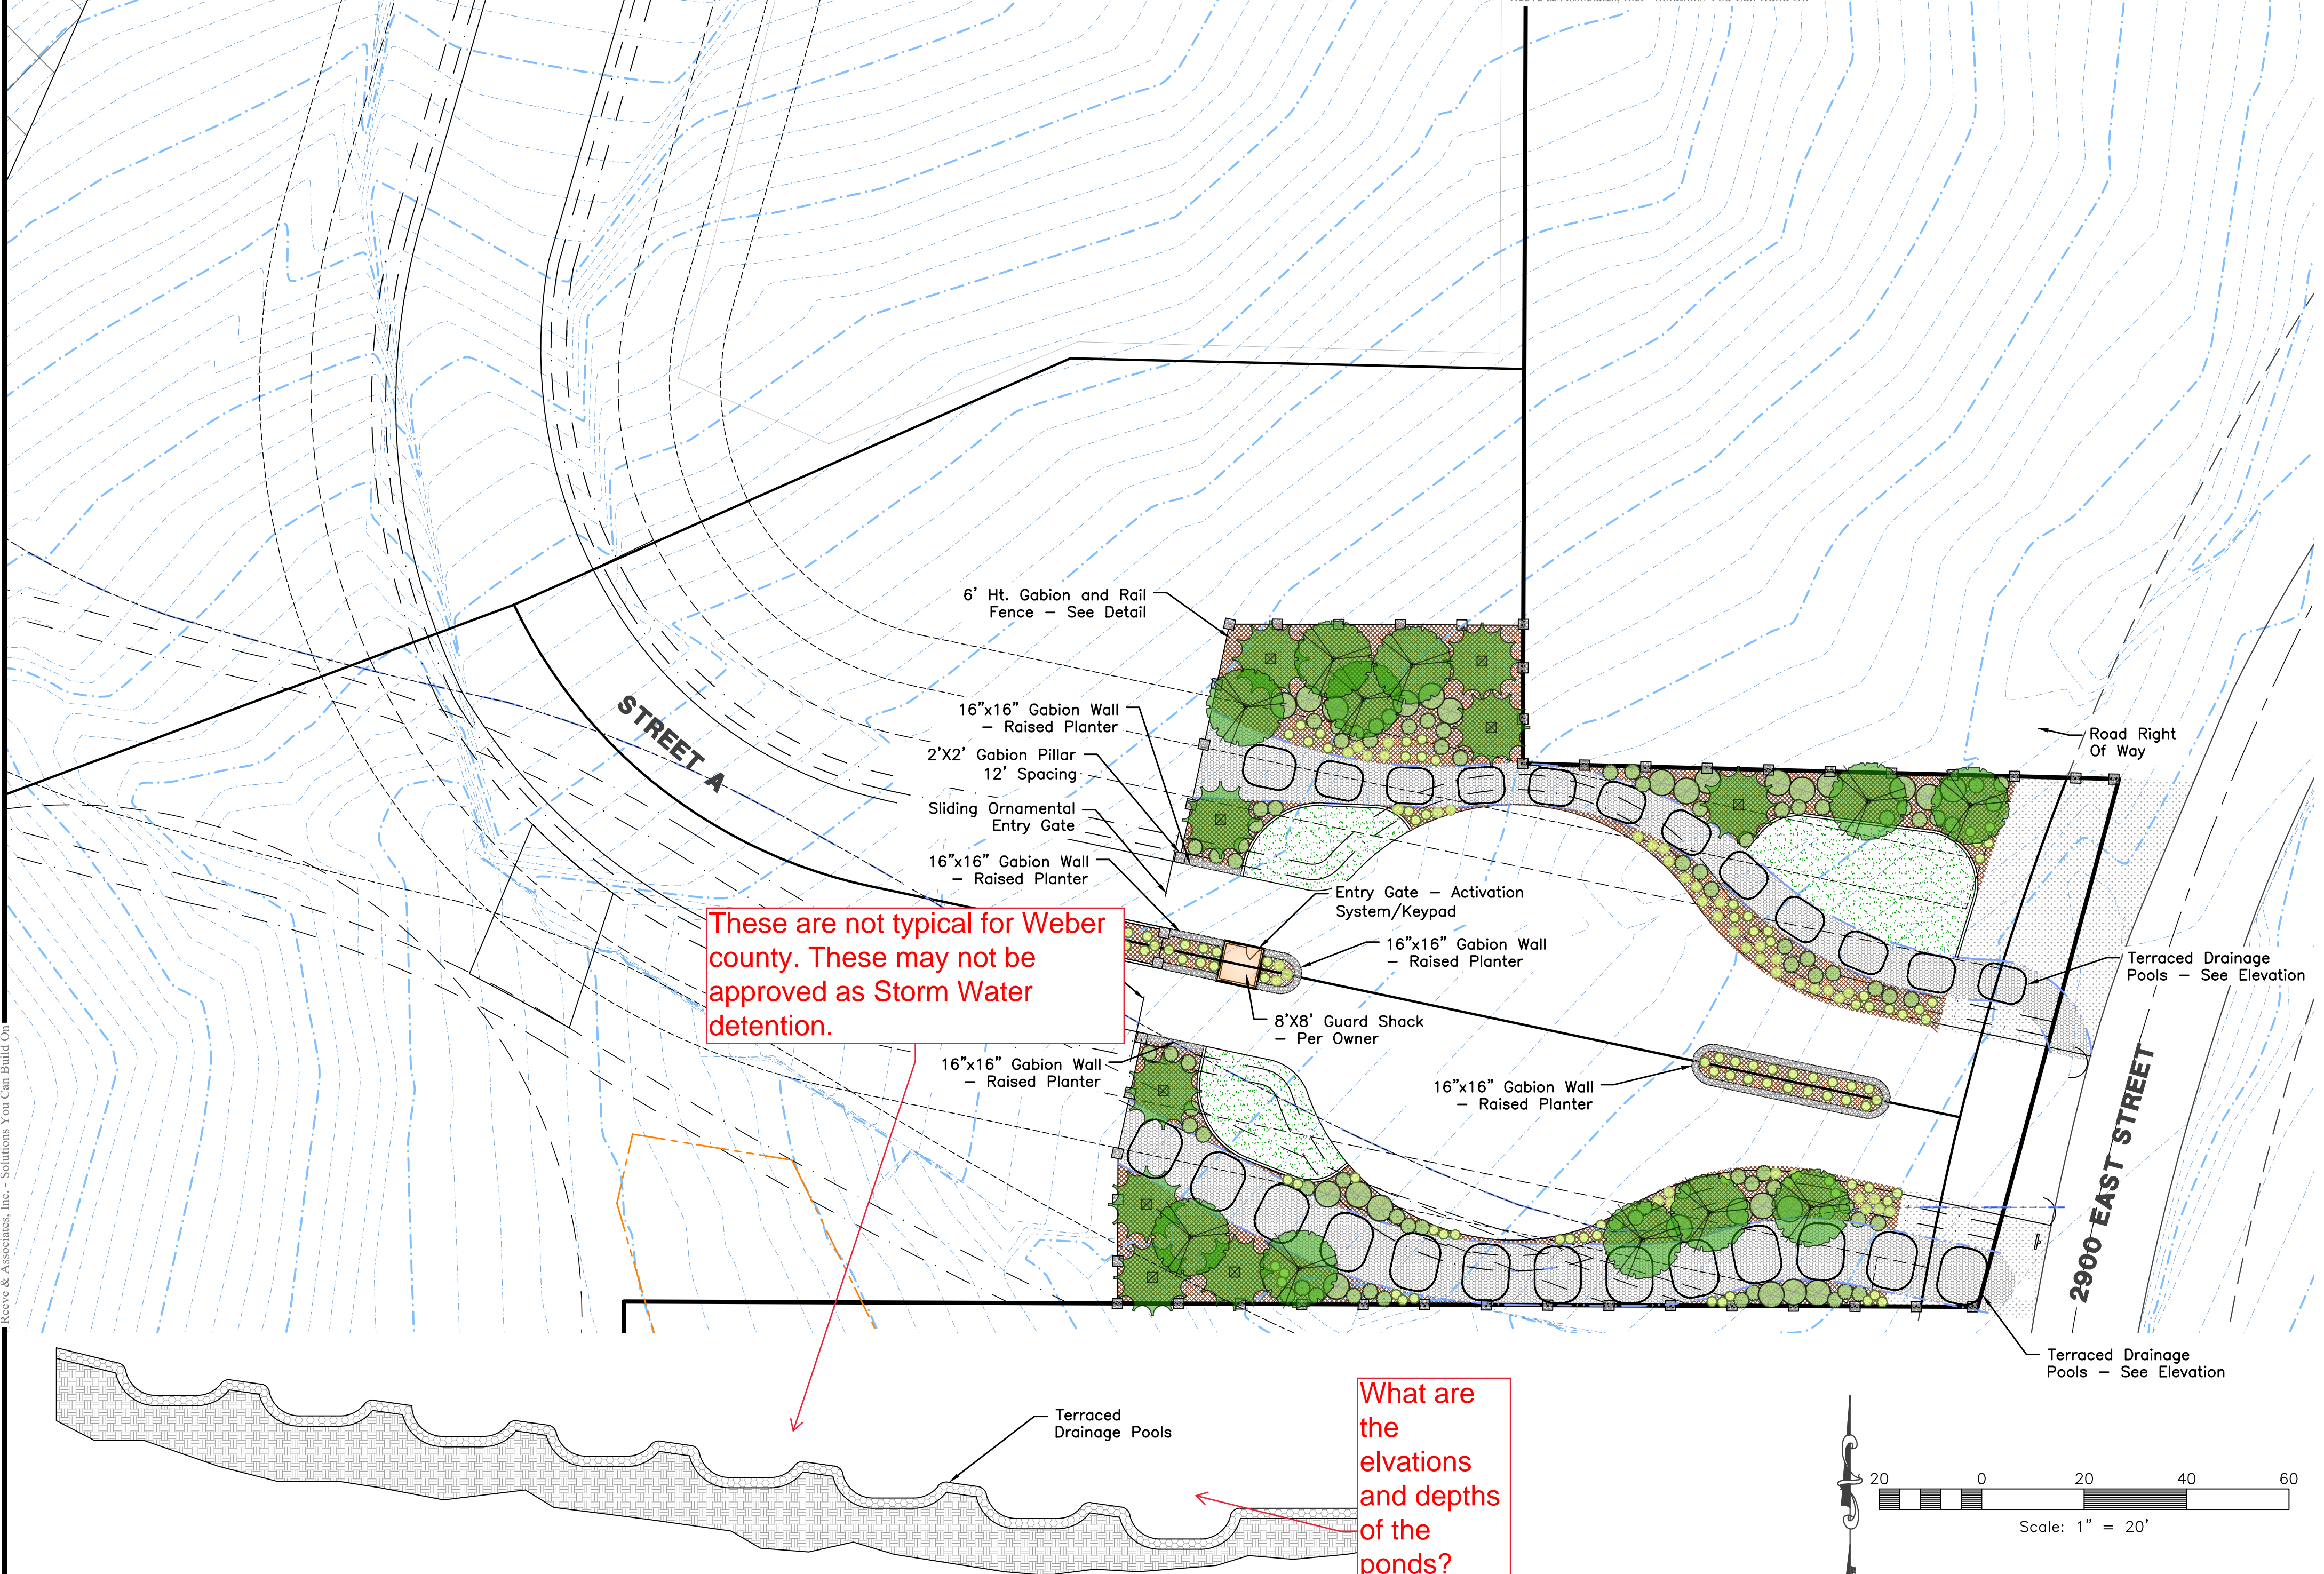 6' Ht. Gabion and Rail
Fence – See Detail
16"x16" Gabion Wall
– Raised Planter
2'X2' Gabion Pillar
12' Spacing
Sliding Ornamental
Entry Gate
16"x16" Gabion Wall
– Raised Planter
STREET A
Road Right
Of Way
Entry Gate – Activation
System/Keypad
16"x16" Gabion Wall
– Raised Planter
These are not typical for Weber
county. These may not be
approved as Storm Water
detention.
8'X8' Guard Shack
– Per Owner
Terraced Drainage
Pools – See Elevation
16"x16" Gabion Wall
– Raised Planter
16"x16" Gabion Wall
– Raised Planter
2900 EAST STREET
Reeve & Associates, Inc. - Solutions You Can Build On
Terraced Drainage
Pools – See Elevation
Terraced
Drainage Pools
What are
the
elvations
and depths
of the
ponds?
20 0 20 40 60
Scale: 1" = 20'